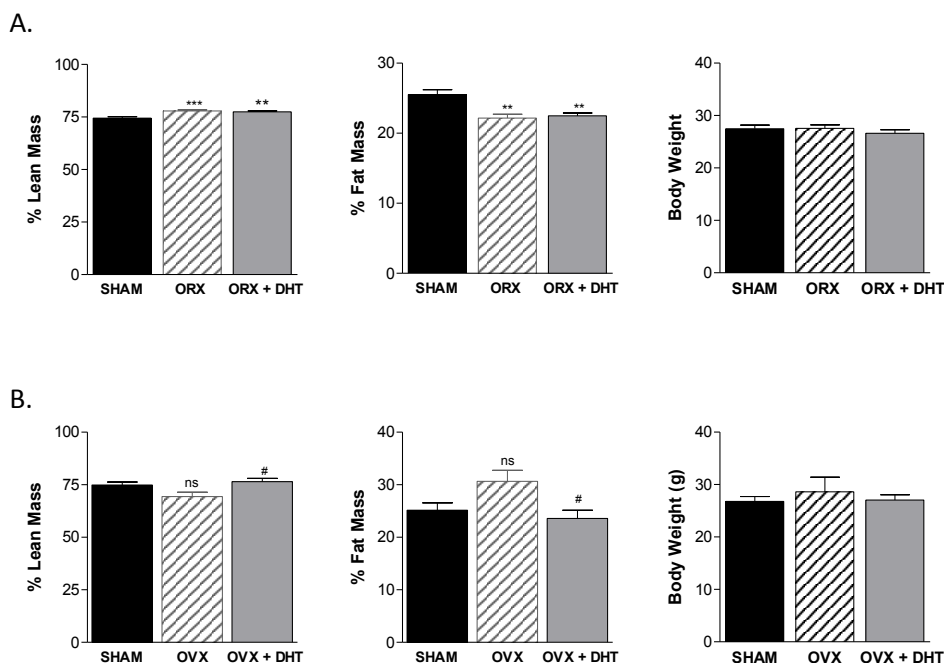 A.
% Lean Mass
100
75
50
25
0
***
**
SHAM
ORX
ORX + DHT
% Fat Mass
30
20
10
0
**
**
SHAM
ORX
ORX + DHT
Body Weight
40
30
20
10
0
SHAM
ORX
ORX + DHT
B.
% Lean Mass
100
75
50
25
0
ns
#
SHAM
OVX
OVX + DHT
% Fat Mass
40
30
20
10
0
ns
#
SHAM
OVX
OVX + DHT
Body Weight (g)
40
30
20
10
0
SHAM
OVX
OVX + DHT